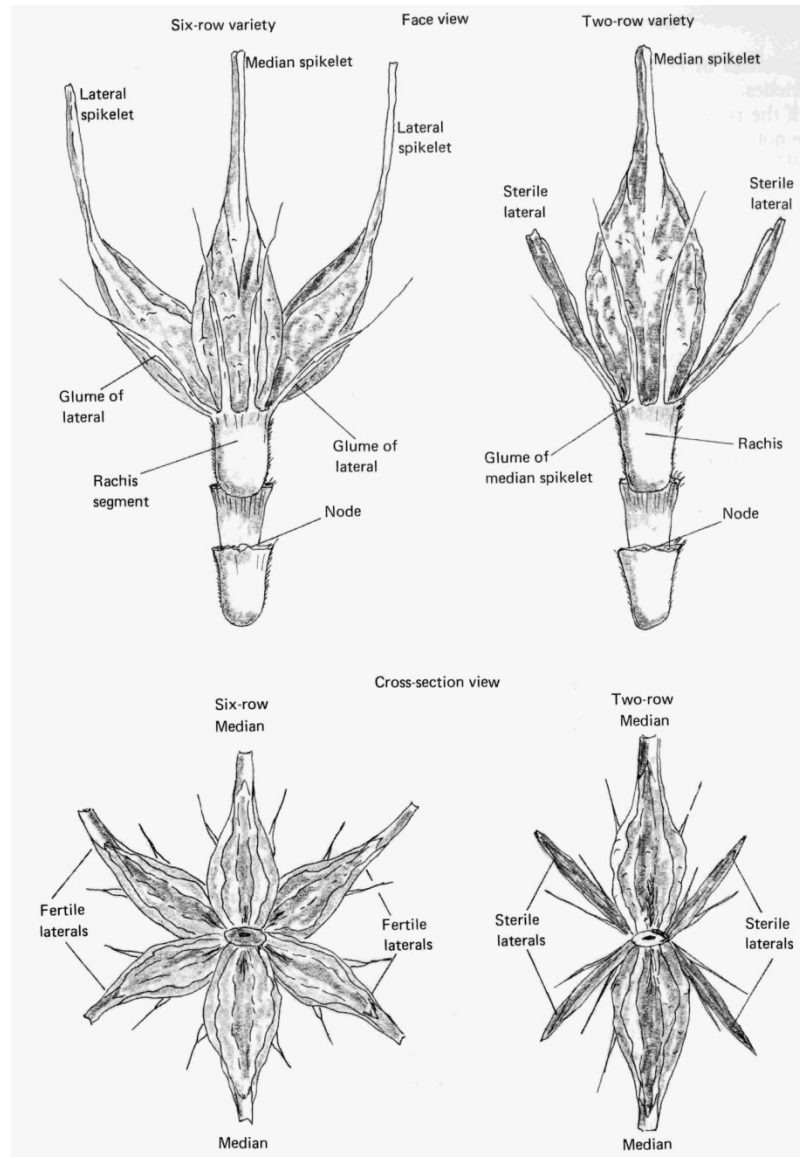 Six-row variety
Face view
Two-row variety
Median spikelet
Lateral
spikelet
Lateral
spikelet
Glume of
lateral
Glume of
lateral
Rachis
segment
Node
Median spikelet
Sterile
lateral
Sterile
lateral
Glume of
median spikelet
Rachis
Node
Cross-section view
Six-row
Median
Fertile
laterals
Fertile
laterals
Median
Two-row
Median
Sterile
laterals
Sterile
laterals
Median